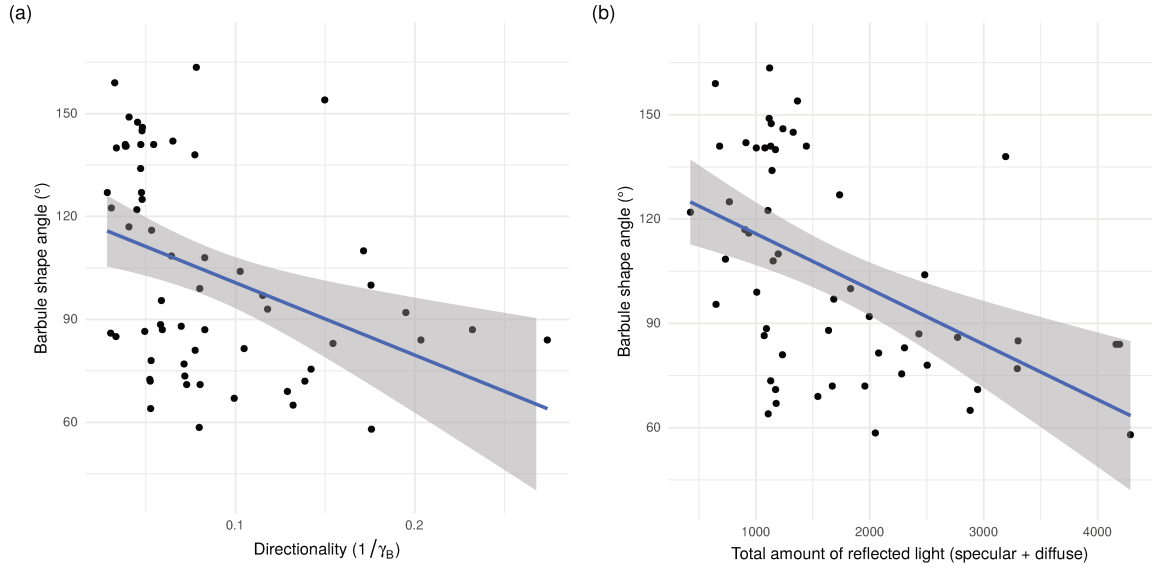 (a)
150
120
90
60
Barbule shape angle (°)
0.1
0.2
Directionality (1/γB)
(b)
150
120
90
60
Barbule shape angle (°)
1000
2000
3000
4000
Total amount of reflected light (specular + diffuse)